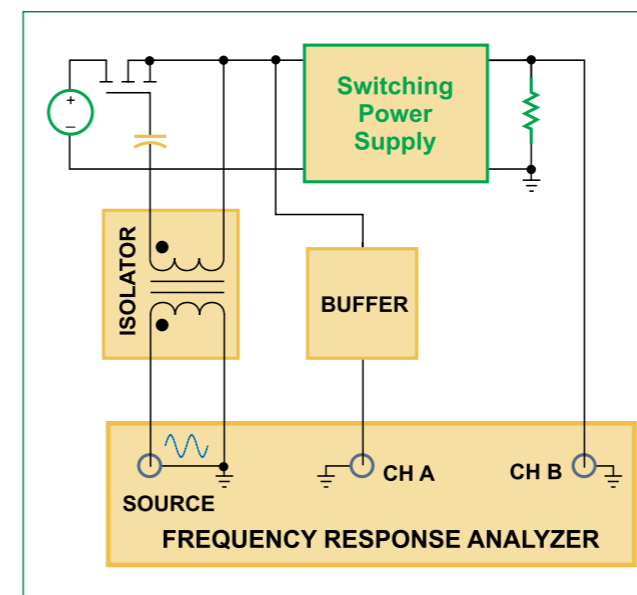 +
–
Switching
Power
Supply
ISOLATOR
BUFFER
SOURCE
CH A
CH B
FREQUENCY RESPONSE ANALYZER